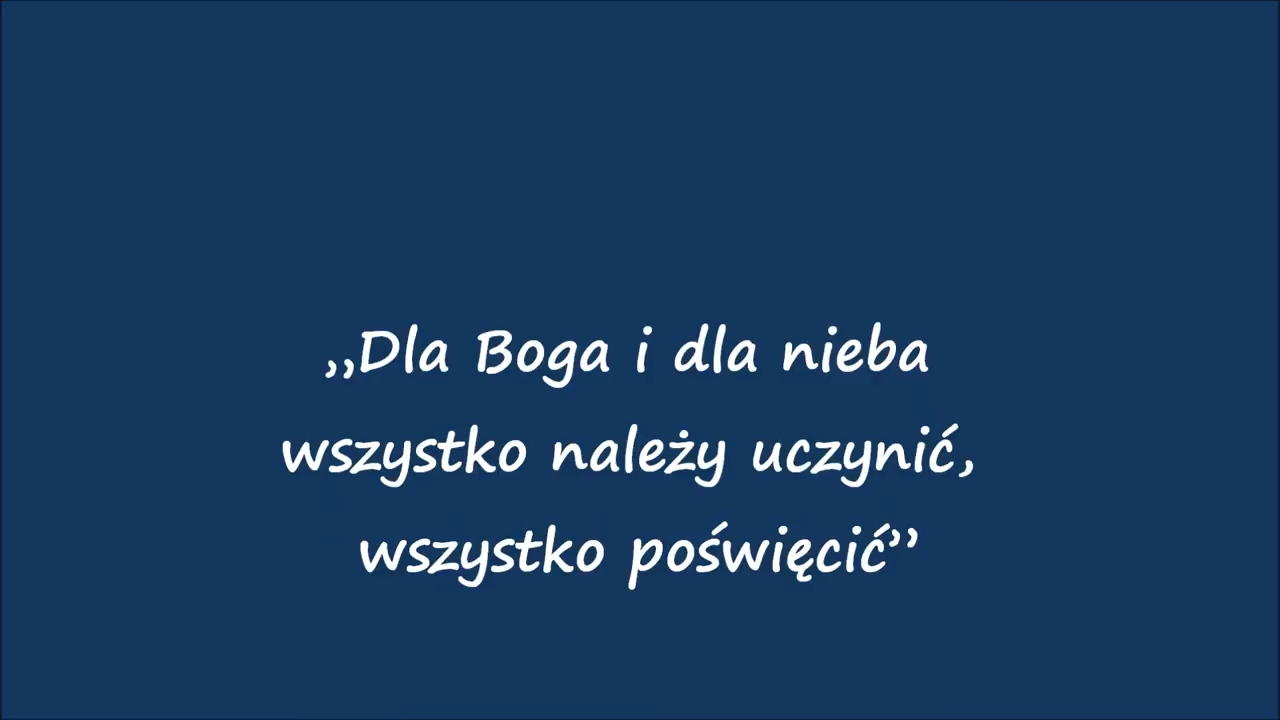 „Dla Boga i dla nieba
wszystko należy uczynić,
wszystko poświęcić”